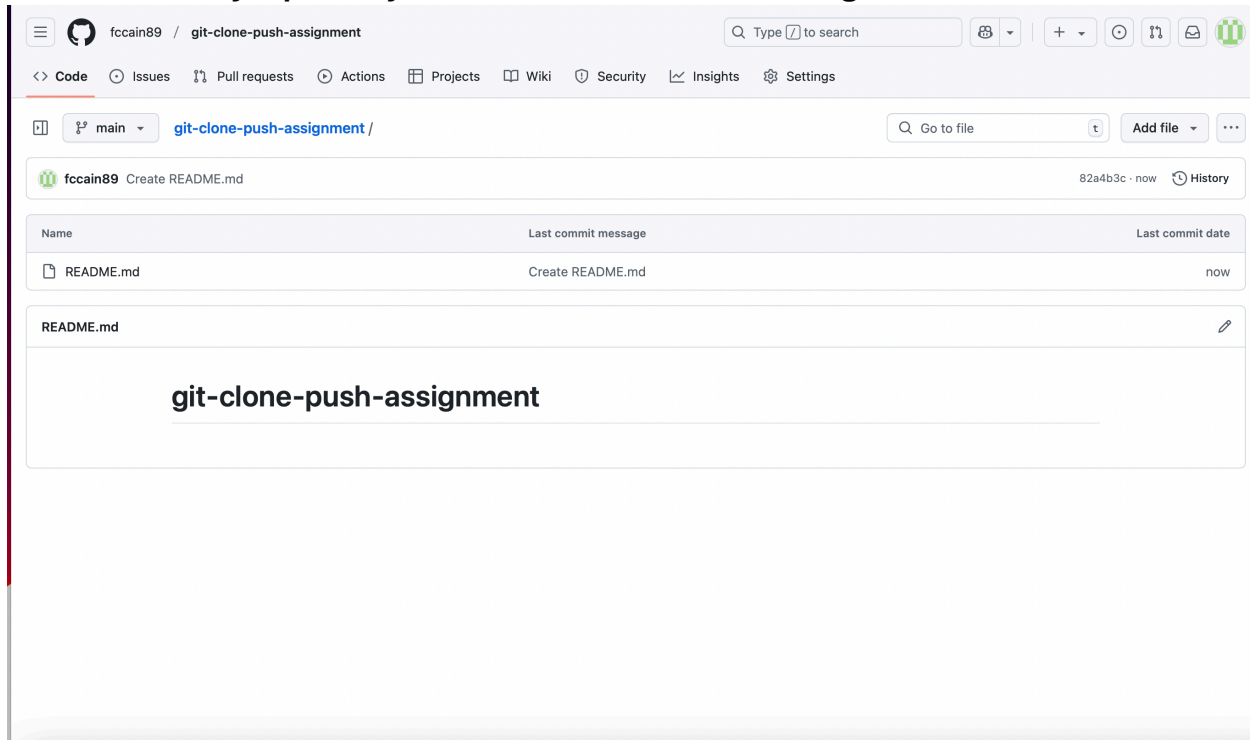 fccain89 / git-clone-push-assignment
Type / to search
Code Issues Pull requests Actions Projects Wiki Security Insights Settings
main git-clone-push-assignment / Go to file t Add file
fccain89 Create README.md 82a4b3c · now History
Name Last commit message Last commit date
README.md Create README.md now
README.md
git-clone-push-assignment